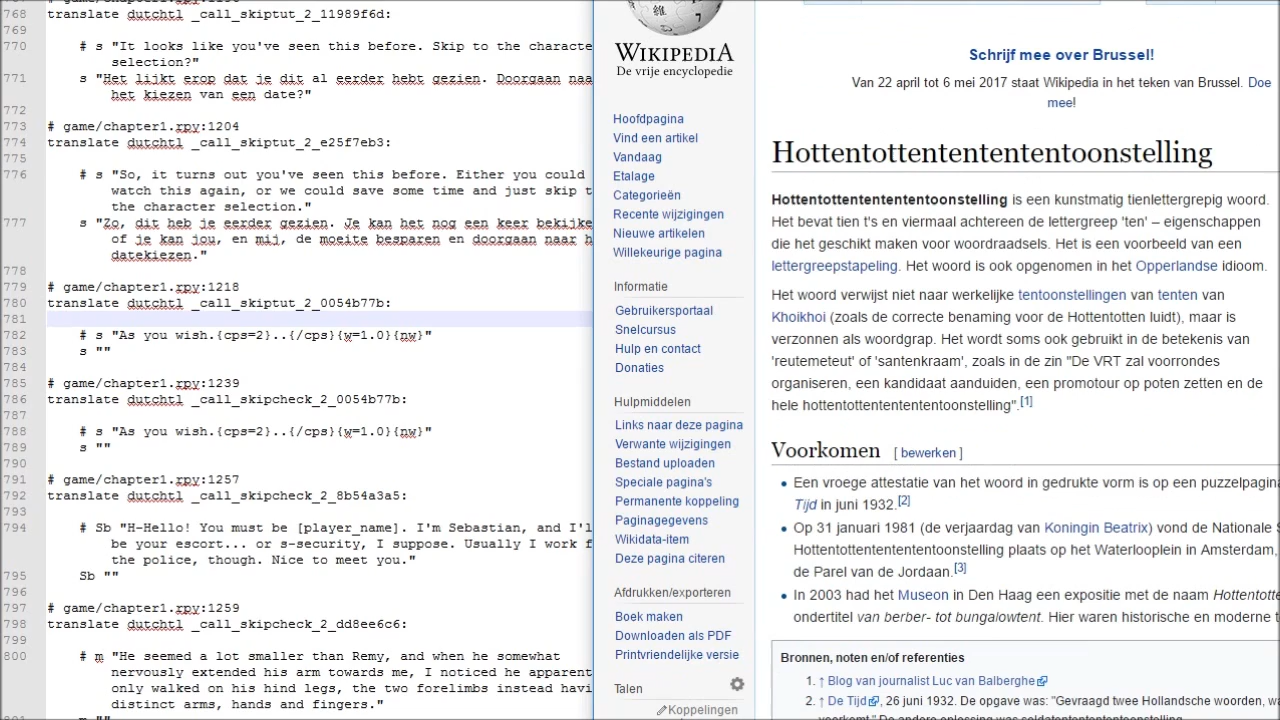 # game/chapter1.rpy:1190
768 translate dutchtl _call_skiptut_2_11989f6d:
769
770 # s "It looks like you've seen this before. Skip to the characte
selection?"
771 s "Het lijkt erop dat je dit al eerder hebt gezien. Doorgaan naa
het kiezen van een date?"
772
773 # game/chapter1.rpy:1204
774 translate dutchtl _call_skiptut_2_e25f7eb3:
775
776 # s "So, it turns out you've seen this before. Either you could
watch this again, or we could save some time and just skip t
the character selection."
777 s "Zo, dit heb je eerder gezien. Je kan het nog een keer bekijke
of je kan jou, en mij, de moeite besparen en doorgaan naar h
datekiezen."
778
779 # game/chapter1.rpy:1218
780 translate dutchtl _call_skiptut_2_0054b77b:
781
782 # s "As you wish.{cps=2}..{/cps}{w=1.0}{nw}"
783 s ""
784
785 # game/chapter1.rpy:1239
786 translate dutchtl _call_skipcheck_2_0054b77b:
787
788 # s "As you wish.{cps=2}..{/cps}{w=1.0}{nw}"
789 s ""
790
791 # game/chapter1.rpy:1257
792 translate dutchtl _call_skipcheck_2_8b54a3a5:
793
794 # Sb "H-Hello! You must be [player_name]. I'm Sebastian, and I'l
be your escort... or s-security, I suppose. Usually I work f
the police, though. Nice to meet you."
795 Sb ""
796
797 # game/chapter1.rpy:1259
798 translate dutchtl _call_skipcheck_2_dd8ee6c6:
799
800 # m "He seemed a lot smaller than Remy, and when he somewhat
nervously extended his arm towards me, I noticed he apparent
only walked on his hind legs, the two forelimbs instead havi
distinct arms, hands and fingers."
801 m ""
WIKIPEDIA
De vrije encyclopedie
Hoofdpagina
Vind een artikel
Vandaag
Etalage
Categorieën
Recente wijzigingen
Nieuwe artikelen
Willekeurige pagina
Informatie
Gebruikersportaal
Snelcursus
Hulp en contact
Donaties
Hulpmiddelen
Links naar deze pagina
Verwante wijzigingen
Bestand uploaden
Speciale pagina's
Permanente koppeling
Paginagegevens
Wikidata-item
Deze pagina citeren
Afdrukken/exporteren
Boek maken
Downloaden als PDF
Printvriendelijke versie
Talen
Koppelingen
Schrijf mee over Brussel!
Van 22 april tot 6 mei 2017 staat Wikipedia in het teken van Brussel. Doe
mee!
Hottentottententententoonstelling
Hottentottententententoonstelling is een kunstmatig tienlettergrepig woord.
Het bevat tien t's en viermaal achtereen de lettergreep 'ten' – eigenschappen
die het geschikt maken voor woordraadsels. Het is een voorbeeld van een
lettergreepstapeling. Het woord is ook opgenomen in het Opperlandse idioom.
Het woord verwijst niet naar werkelijke tentoonstellingen van tenten van
Khoikhoi (zoals de correcte benaming voor de Hottentotten luidt), maar is
verzonnen als woordgrap. Het wordt soms ook gebruikt in de betekenis van
'reutemeteut' of 'santenkraam', zoals in de zin "De VRT zal voorrondes
organiseren, een kandidaat aanduiden, een promotour op poten zetten en de
hele hottentottententententoonstelling".[1]
Voorkomen [ bewerken ]
Een vroege attestatie van het woord in gedrukte vorm is op een puzzelpagina
Tijd in juni 1932.[2]
Op 31 januari 1981 (de verjaardag van Koningin Beatrix) vond de Nationale
Hottentottententententoonstelling plaats op het Waterlooplein in Amsterdam,
de Parel van de Jordaan.[3]
In 2003 had het Museon in Den Haag een expositie met de naam Hottentotte
ondertitel van berber- tot bungalowtent. Hier waren historische en moderne t
Bronnen, noten en/of referenties
1. ↑ Blog van journalist Luc van Balberghe
2. ↑ De Tijd, 26 juni 1932. De opgave was: "Gevraagd twee Hollandsche woorden, wa
voorkomt." De andere oplossing was soldatententententoonstelling